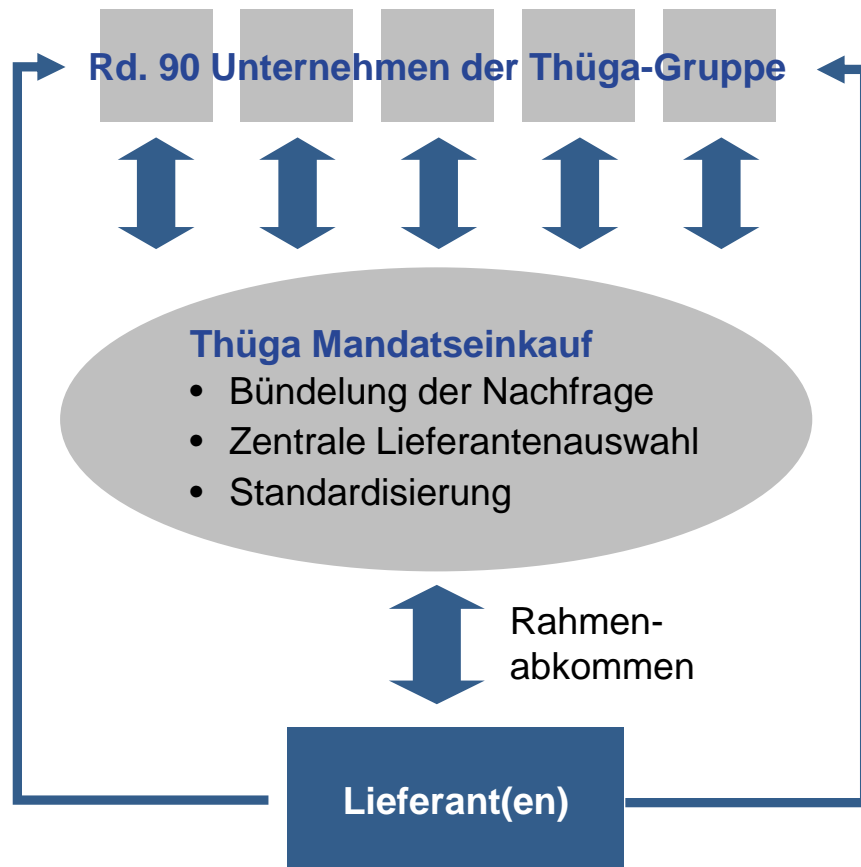 Rd. 90 Unternehmen der Thüga-Gruppe
Thüga Mandatseinkauf
• Bündelung der Nachfrage
• Zentrale Lieferantenauswahl
• Standardisierung
Rahmen-
abkommen
Lieferant(en)